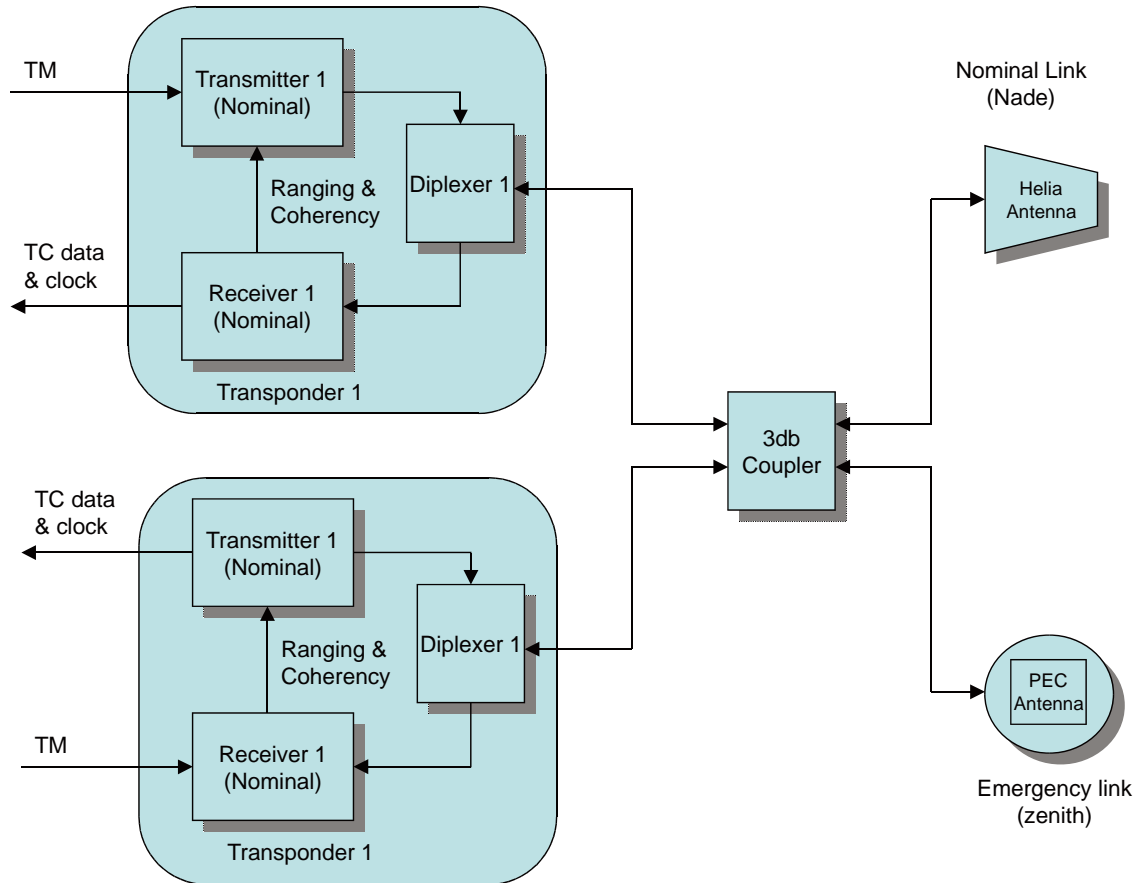 TM
Transmitter 1
(Nominal)
Diplexer 1
Ranging &
Coherency
TC data
& clock
Receiver 1
(Nominal)
Transponder 1
Nominal Link
(Nade)
Helia
Antenna
3db
Coupler
TC data
& clock
Transmitter 1
(Nominal)
Diplexer 1
Ranging &
Coherency
TM
Receiver 1
(Nominal)
Transponder 1
PEC
Antenna
Emergency link
(zenith)